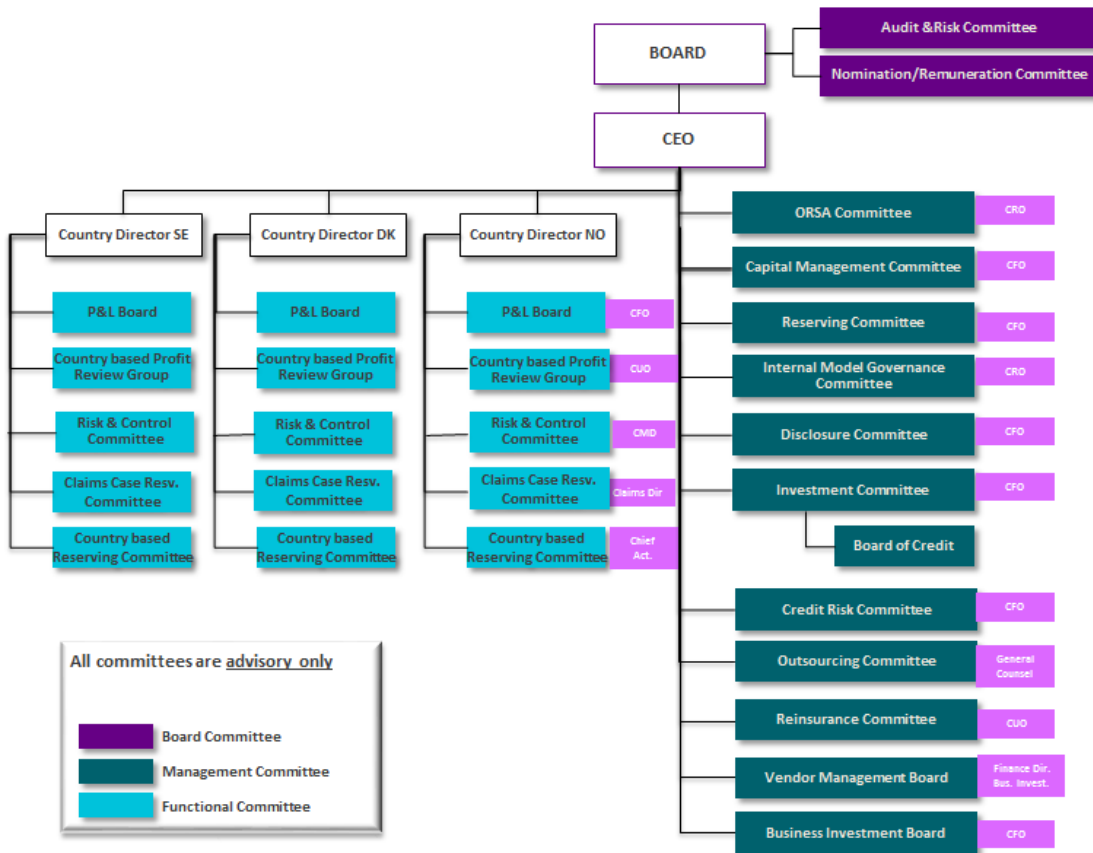 Audit &Risk Committee
BOARD
Nomination/Remuneration Committee
CEO
ORSA Committee
CRO
Country Director SE
Country Director DK
Country Director NO
Capital Management Committee
CFO
P&L Board
P&L Board
P&L Board
CFO
Reserving Committee
CFO
Country based Profit
Review Group
Country based Profit
Review Group
Country based Profit
Review Group
CUO
Internal Model Governance
Committee
CRO
Risk & Control
Committee
Risk & Control
Committee
Risk & Control
Committee
CMD
Disclosure Committee
CFO
Claims Case Resv.
Committee
Claims Case Resv.
Committee
Claims Case Resv.
Committee
Claims Dir
Investment Committee
CFO
Country based
Reserving Committee
Country based
Reserving Committee
Country based
Reserving Committee
Chief
Act.
Board of Credit
Credit Risk Committee
CFO
Outsourcing Committee
General
Counsel
Reinsurance Committee
CUO
Vendor Management Board
Finance Dir.
Bus. Invest.
Business Investment Board
CFO
All committees are advisory only
Board Committee
Management Committee
Functional Committee